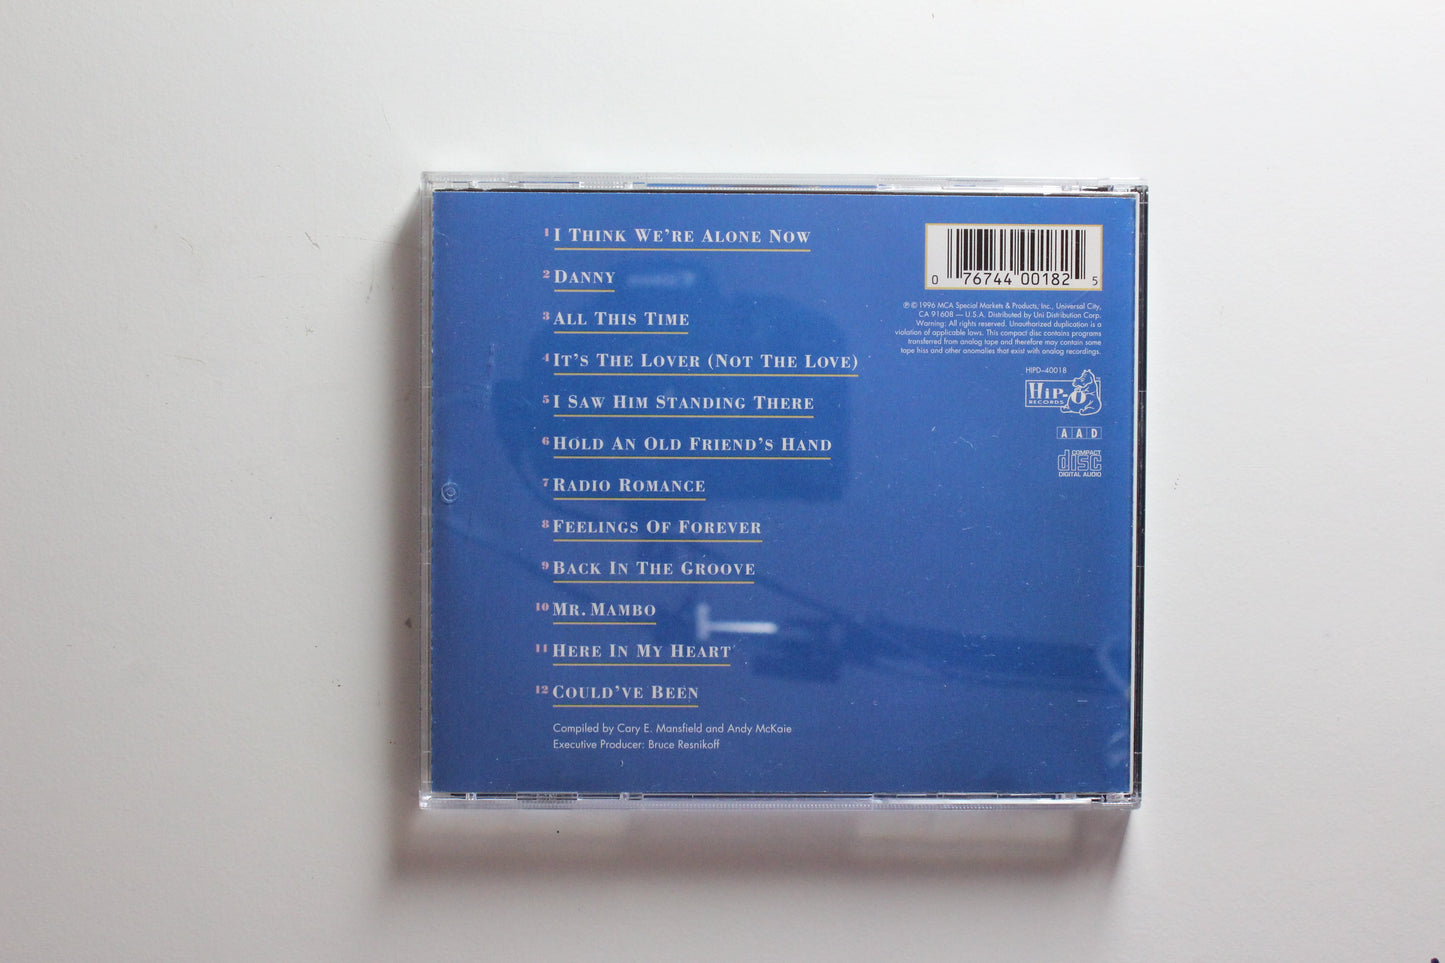 1 I THINK WE'RE ALONE NOW
2 DANNY
3 ALL THIS TIME
4 IT'S THE LOVER (NOT THE LOVE)
5 I SAW HIM STANDING THERE
6 HOLD AN OLD FRIEND'S HAND
7 RADIO ROMANCE
8 FEELINGS OF FOREVER
9 BACK IN THE GROOVE
10 MR. MAMBO
11 HERE IN MY HEART
12 COULD'VE BEEN
Compiled by Cary E. Mansfield and Andy McKaie
Executive Producer: Bruce Resnikoff
0 76744 00182 5
℗ © 1996 MCA Special Markets & Products, Inc., Universal City,
CA 91608 — U.S.A. Distributed by Uni Distribution Corp.
Warning: All rights reserved. Unauthorized duplication is a
violation of applicable laws. This compact disc contains programs
transferred from analog tape and therefore may contain some
tape hiss and other anomalies that exist with analog recordings.
HIPD–40018
HIP-O
RECORDS
A A D
COMPACT
disc
DIGITAL AUDIO